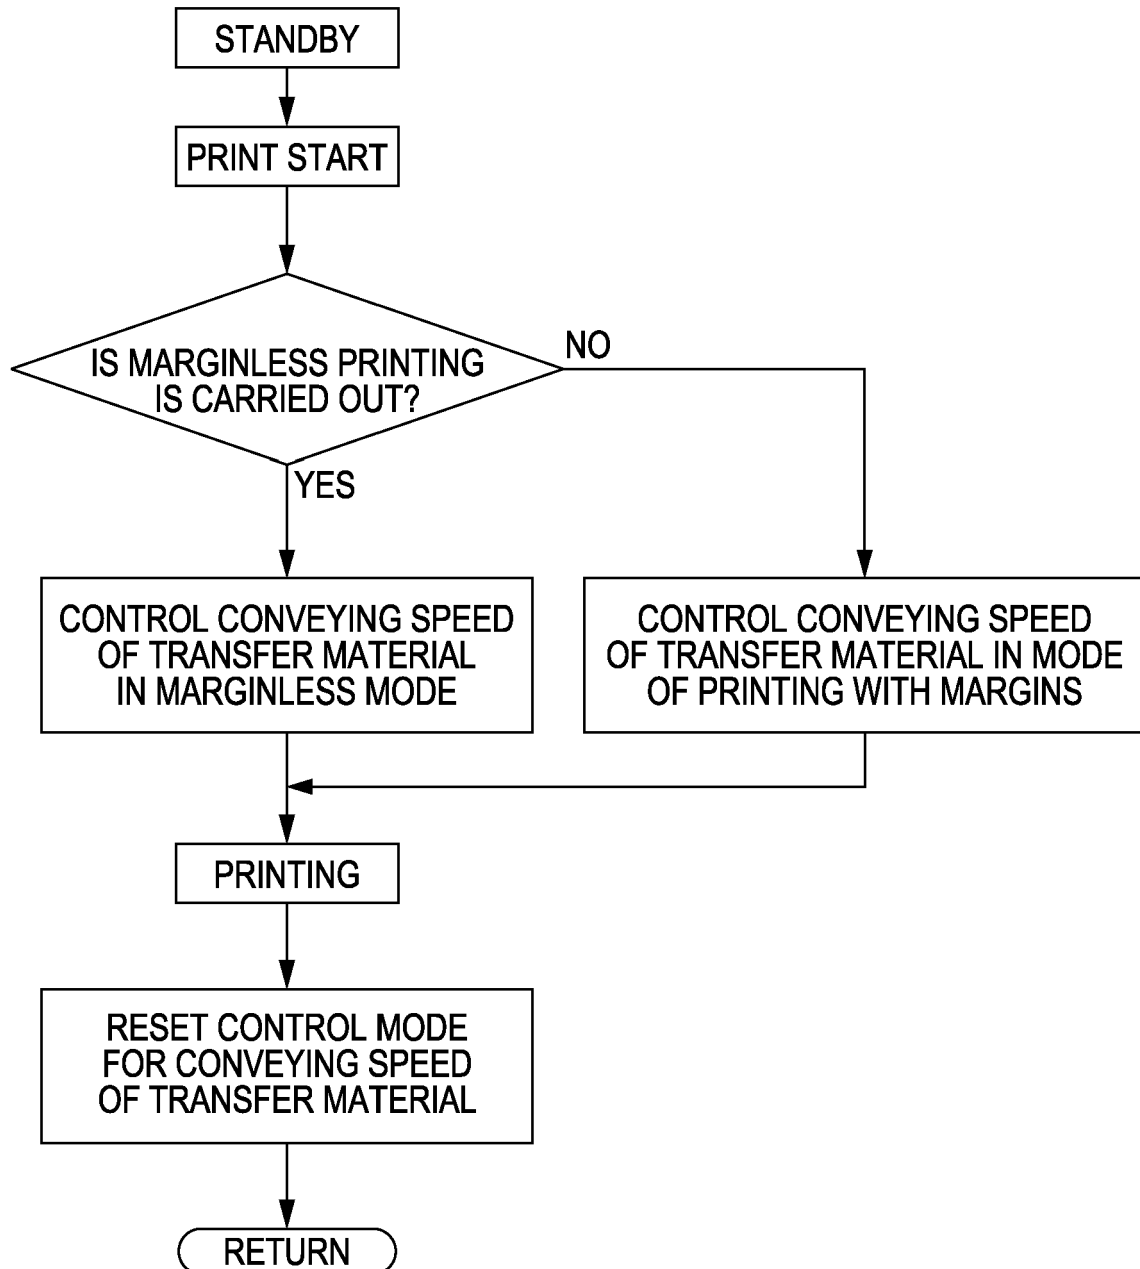 STANDBY
PRINT START
IS MARGINLESS PRINTING
IS CARRIED OUT?
NO
YES
CONTROL CONVEYING SPEED
OF TRANSFER MATERIAL
IN MARGINLESS MODE
CONTROL CONVEYING SPEED
OF TRANSFER MATERIAL IN MODE
OF PRINTING WITH MARGINS
PRINTING
RESET CONTROL MODE
FOR CONVEYING SPEED
OF TRANSFER MATERIAL
RETURN